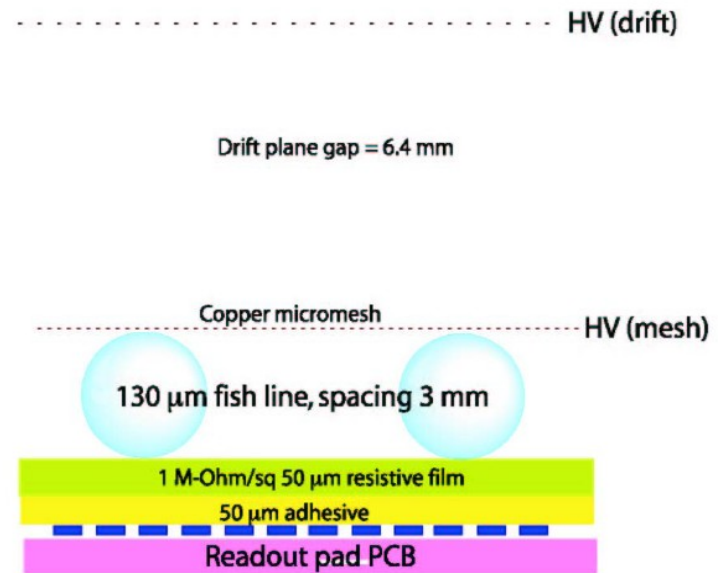 HV (drift)
Drift plane gap = 6.4 mm
Copper micromesh
HV (mesh)
130 μm fish line, spacing 3 mm
1 M-Ohm/sq 50 μm resistive film
50 μm adhesive
Readout pad PCB